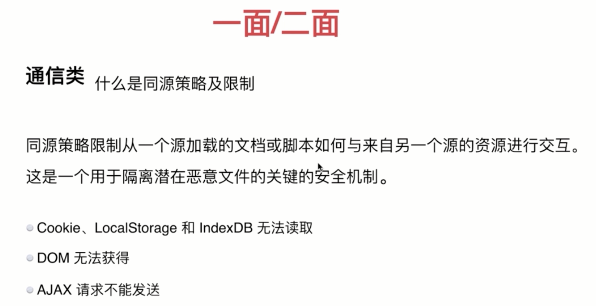 一面/二面
通信类 什么是同源策略及限制
同源策略限制从一个源加载的文档或脚本如何与来自另一个源的资源进行交互。
这是一个用于隔离潜在恶意文件的关键的安全机制。
Cookie、LocalStorage 和 IndexDB 无法读取
DOM 无法获得
AJAX 请求不能发送